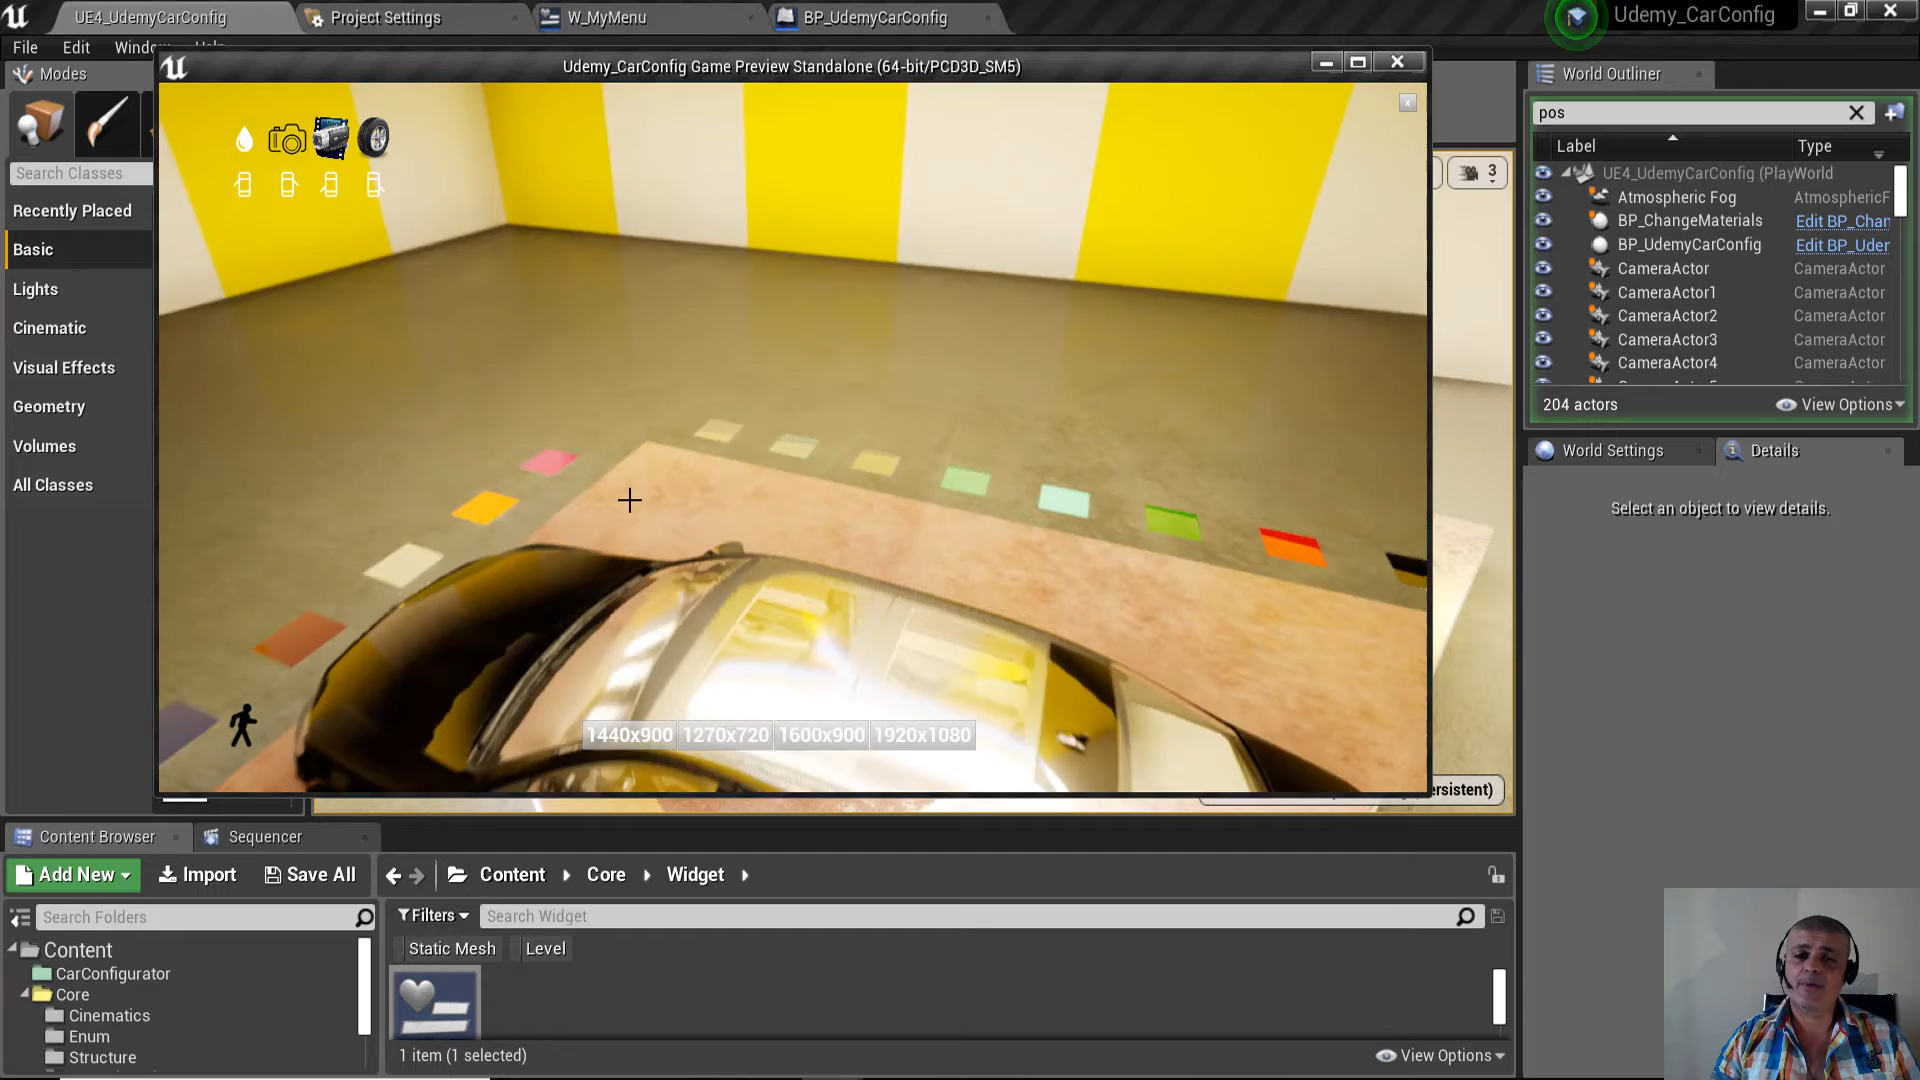 UE4_UdemyCarConfig
Project Settings
W_MyMenu
BP_UdemyCarConfig
Udemy_CarConfig
File Edit
Modes
Udemy_CarConfig Game Preview Standalone (64-bit/PCD3D_SM5)
Search Classes
Recently Placed
Basic
Lights
Cinematic
Visual Effects
Geometry
Volumes
All Classes
1440x900 1270x720 1600x900 1920x1080
3
ersistent)
World Outliner
pos
Label Type
UE4_UdemyCarConfig (PlayWorld
Atmospheric Fog AtmosphericF
BP_ChangeMaterials Edit BP_Chan
BP_UdemyCarConfig Edit BP_Uder
CameraActor CameraActor
CameraActor1 CameraActor
CameraActor2 CameraActor
CameraActor3 CameraActor
CameraActor4 CameraActor
204 actors View Options
World Settings Details
Select an object to view details.
Content Browser Sequencer
Add New Import Save All Content Core Widget
Search Folders
Filters Search Widget
Static Mesh Level
Content
CarConfigurator
Core
Cinematics
Enum
Structure
1 item (1 selected) View Options